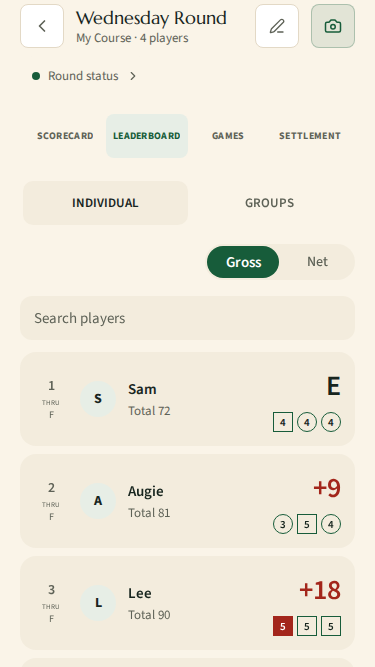 Wednesday Round
My Course · 4 players
Round status
SCORECARD LEADERBOARD GAMES SETTLEMENT
INDIVIDUAL GROUPS
Gross Net
Search players
1
THRU
F
S
Sam
Total 72
E
4 4 4
2
THRU
F
A
Augie
Total 81
+9
3 5 4
3
THRU
F
L
Lee
Total 90
+18
5 5 5